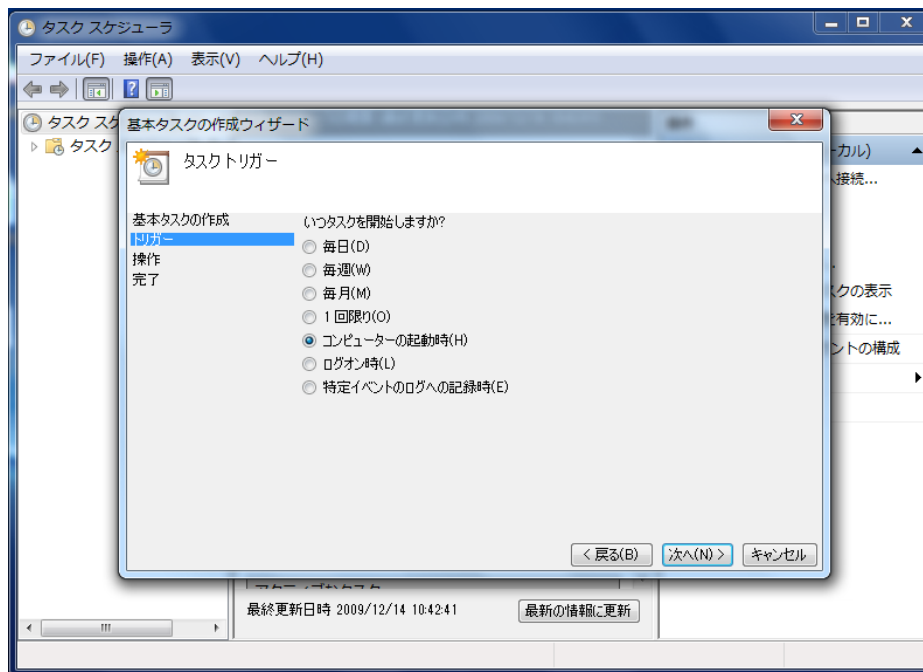 タスク スケジューラ
ファイル(F) 操作(A) 表示(V) ヘルプ(H)
タスク スケ
タスク
基本タスクの作成ウィザード
タスクトリガー
基本タスクの作成
トリガー
操作
完了
いつタスクを開始しますか?
毎日(D)
毎週(W)
毎月(M)
1回限り(O)
コンピューターの起動時(H)
ログオン時(L)
特定イベントのログへの記録時(E)
< 戻る(B)
次へ(N) >
キャンセル
ーカル)
接続...
スクの表示
有効に...
ントの構成
最終更新日時 2009/12/14 10:42:41
最新の情報に更新